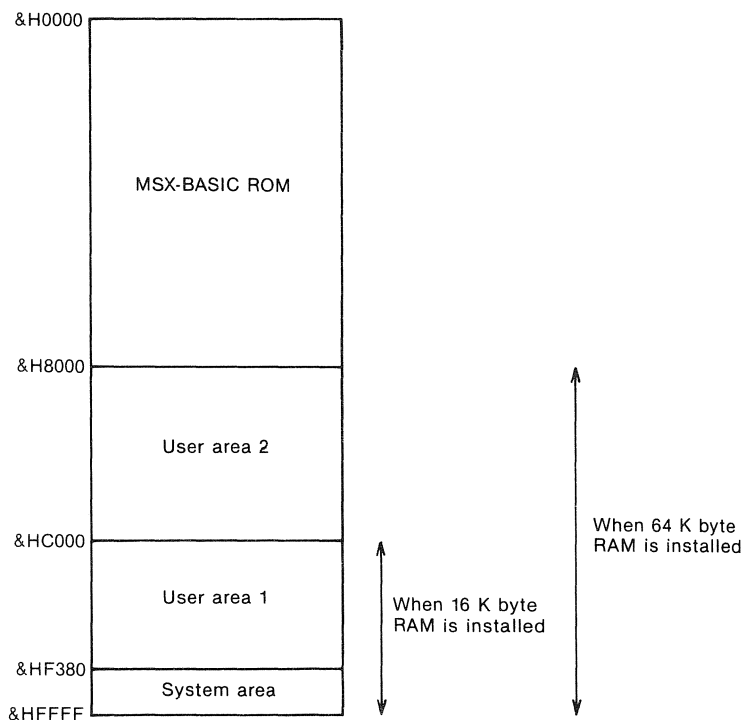 &H0000
MSX-BASIC ROM
&H8000
User area 2
When 64 K byte
RAM is installed
&HC000
User area 1
When 16 K byte
RAM is installed
&HF380
System area
&HFFFF